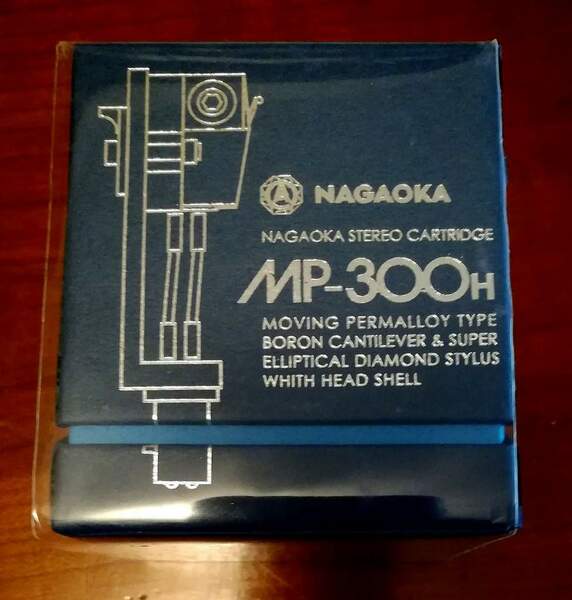 NAGAOKA
NAGAOKA STEREO CARTRIDGE
MP-300H
MOVING PERMALLOY TYPE
BORON CANTILEVER & SUPER
ELLIPTICAL DIAMOND STYLUS
WHITH HEAD SHELL